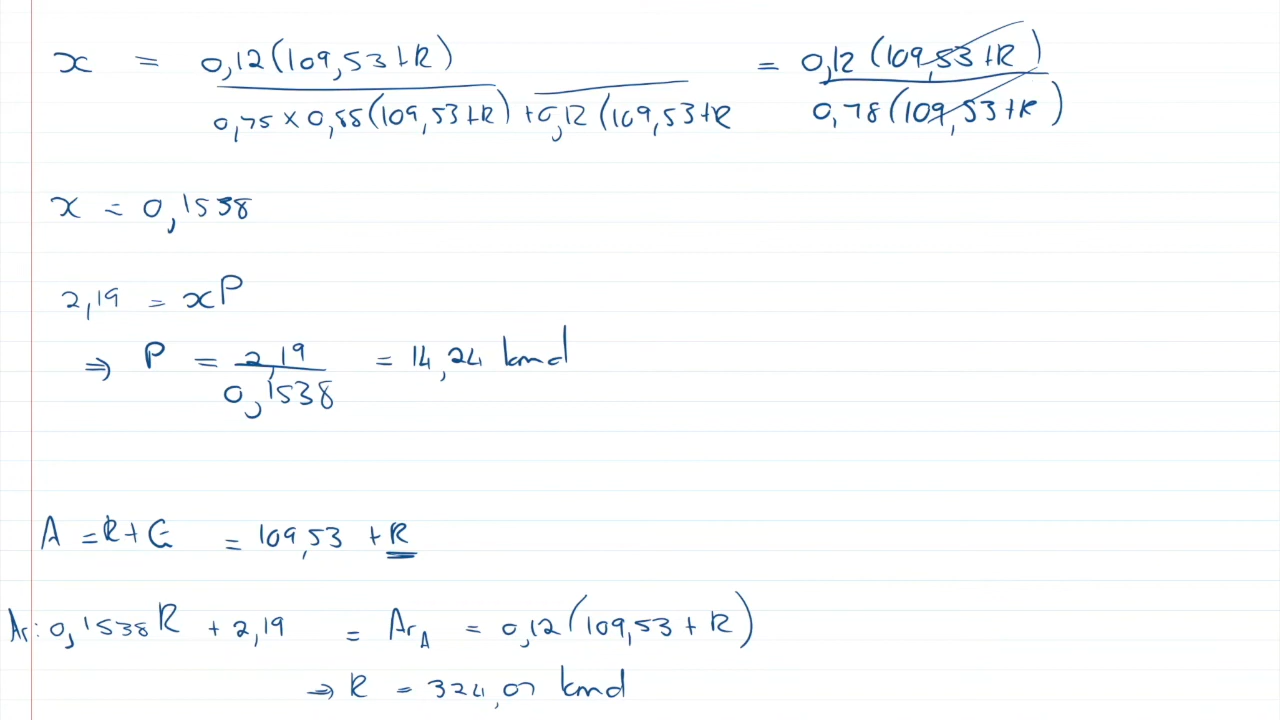 x = 0,12(109,53+R) / 0,75 × 0,55(109,53+R) + 0,12(109,53+R = 0,12(109,53+R) / 0,78(109,53+R)
x = 0,1538
2,19 = xP
⇒ P = 2,19 / 0,1538 = 14,24 kmol
A = R+G = 109,53 + R
Ar: 0,1538R + 2,19 = Ar_A = 0,12(109,53 + R)
⇒ R = 324,07 kmol